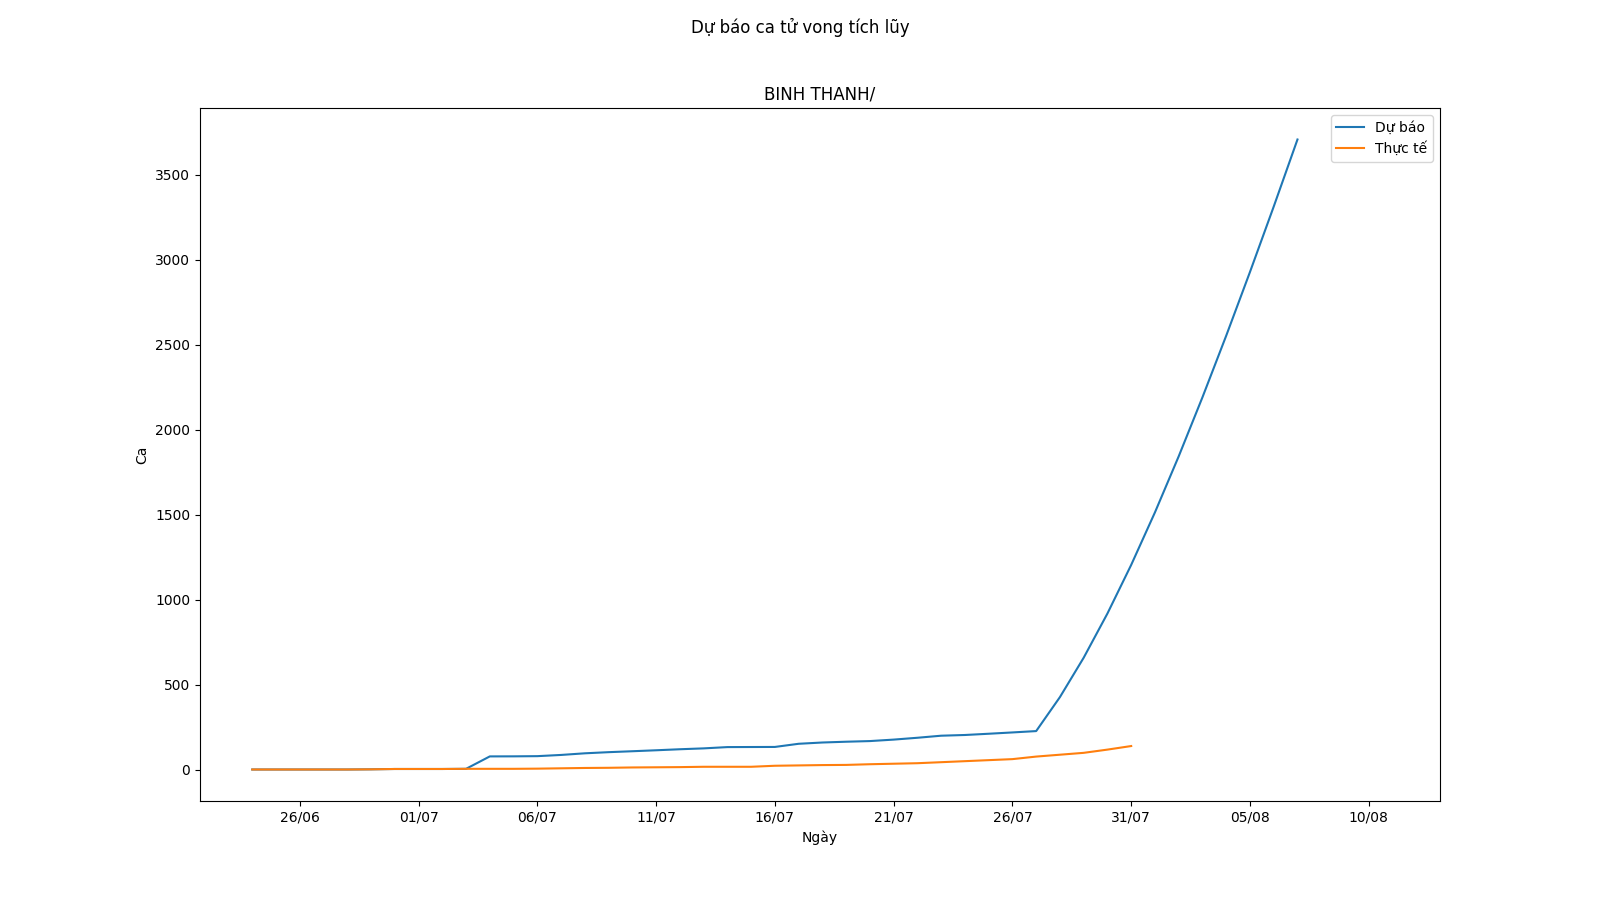 Dự báo ca tử vong tích lũy
BINH THANH/
Dự báo
Thực tế
3500
3000
2500
2000
1500
1000
500
0
Ca
26/06 01/07 06/07 11/07 16/07 21/07 26/07 31/07 05/08 10/08
Ngày